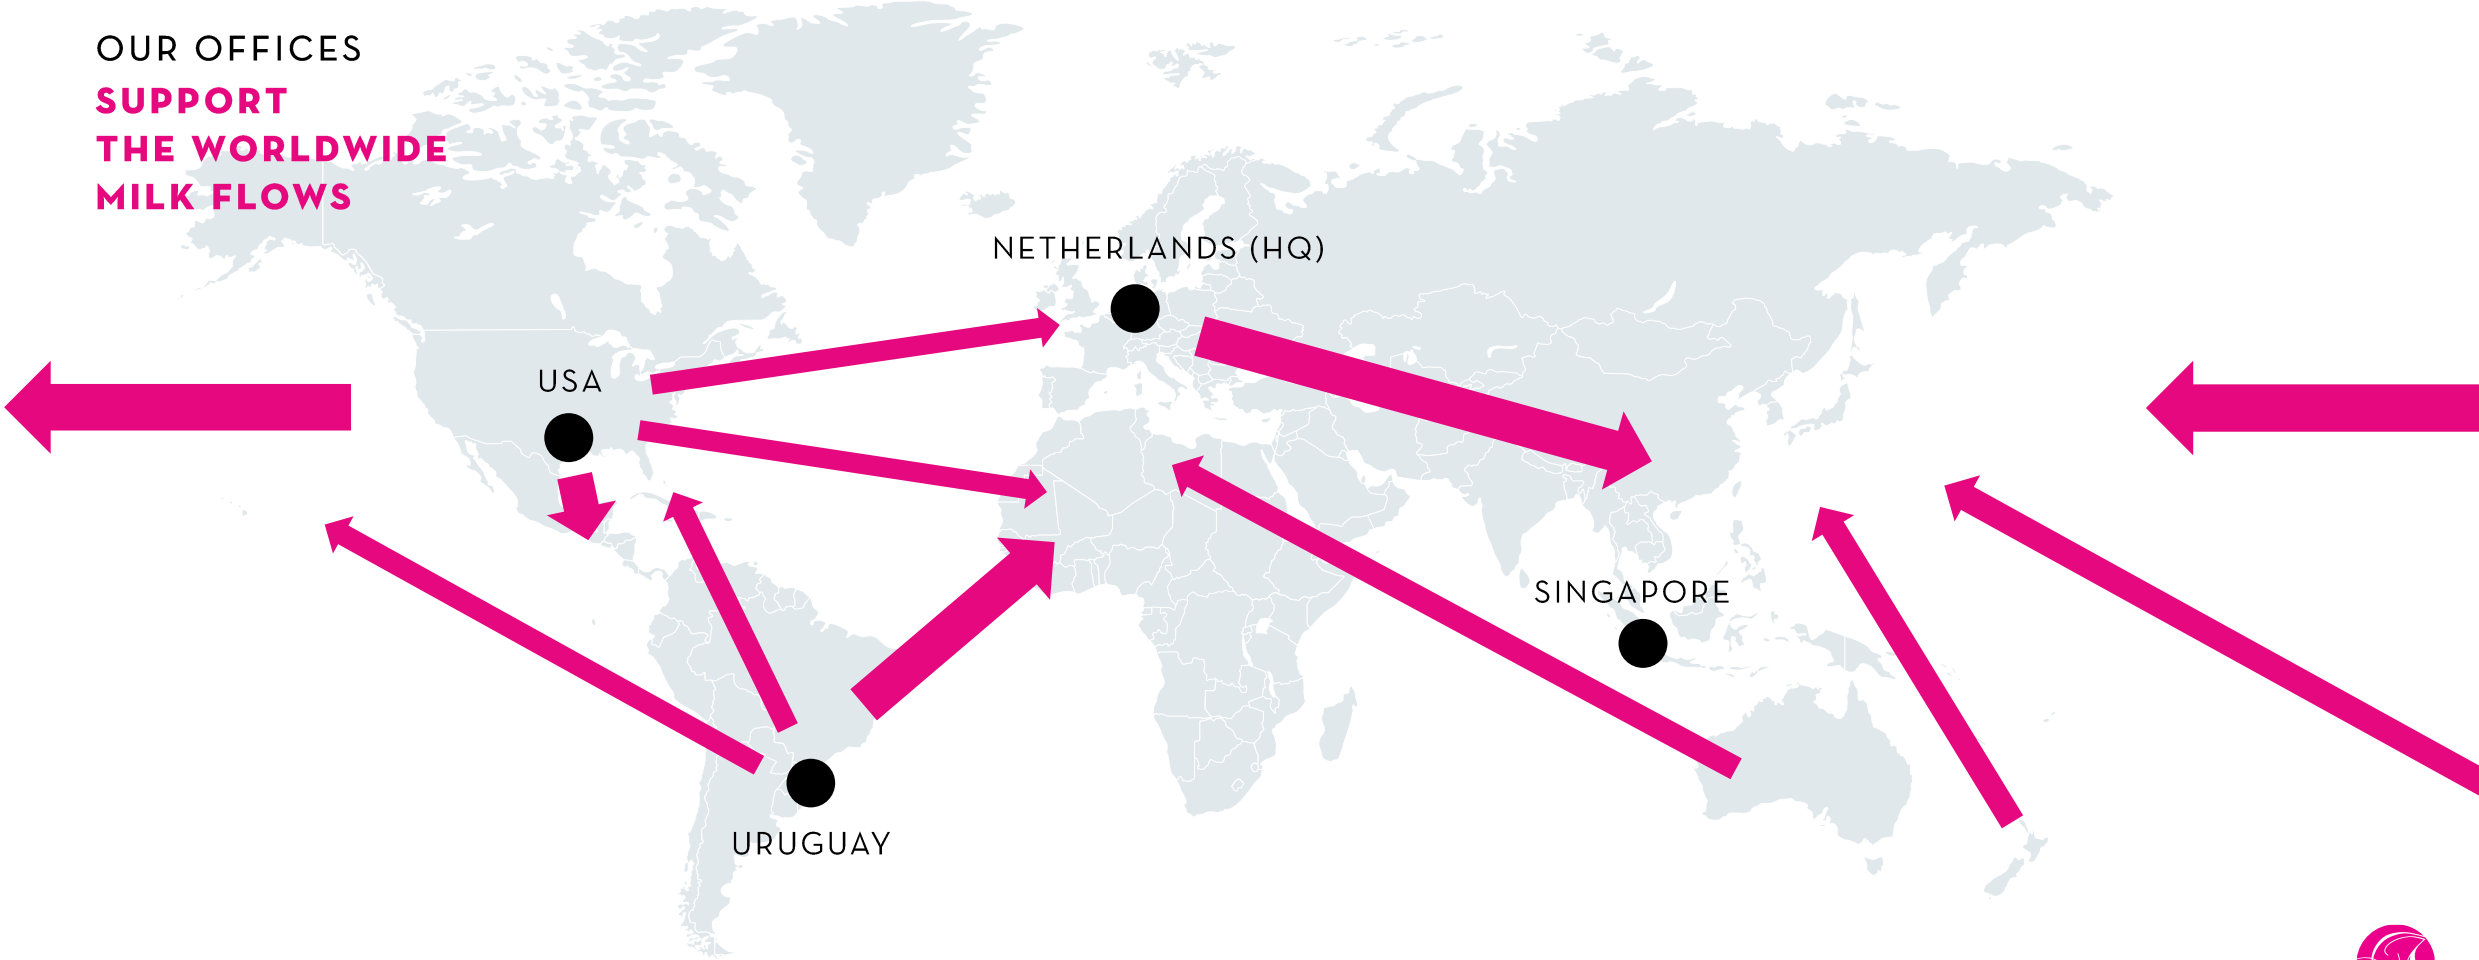 OUR OFFICES
SUPPORT
THE WORLDWIDE
MILK FLOWS
NETHERLANDS (HQ)
USA
SINGAPORE
URUGUAY